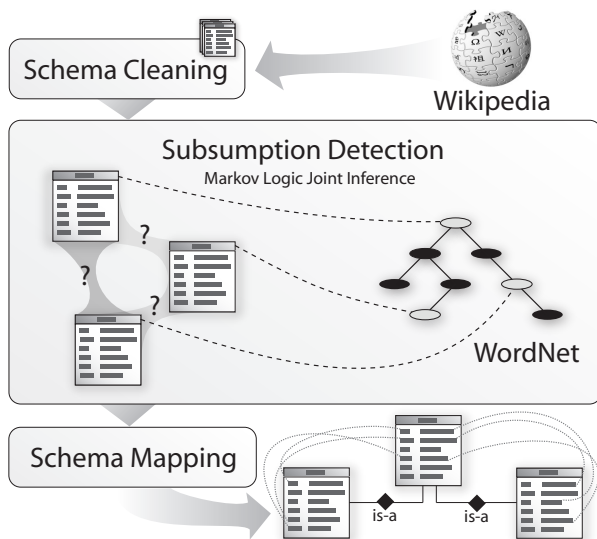 Schema Cleaning
Wikipedia
Subsumption Detection
Markov Logic Joint Inference
?
?
?
WordNet
Schema Mapping
is-a
is-a